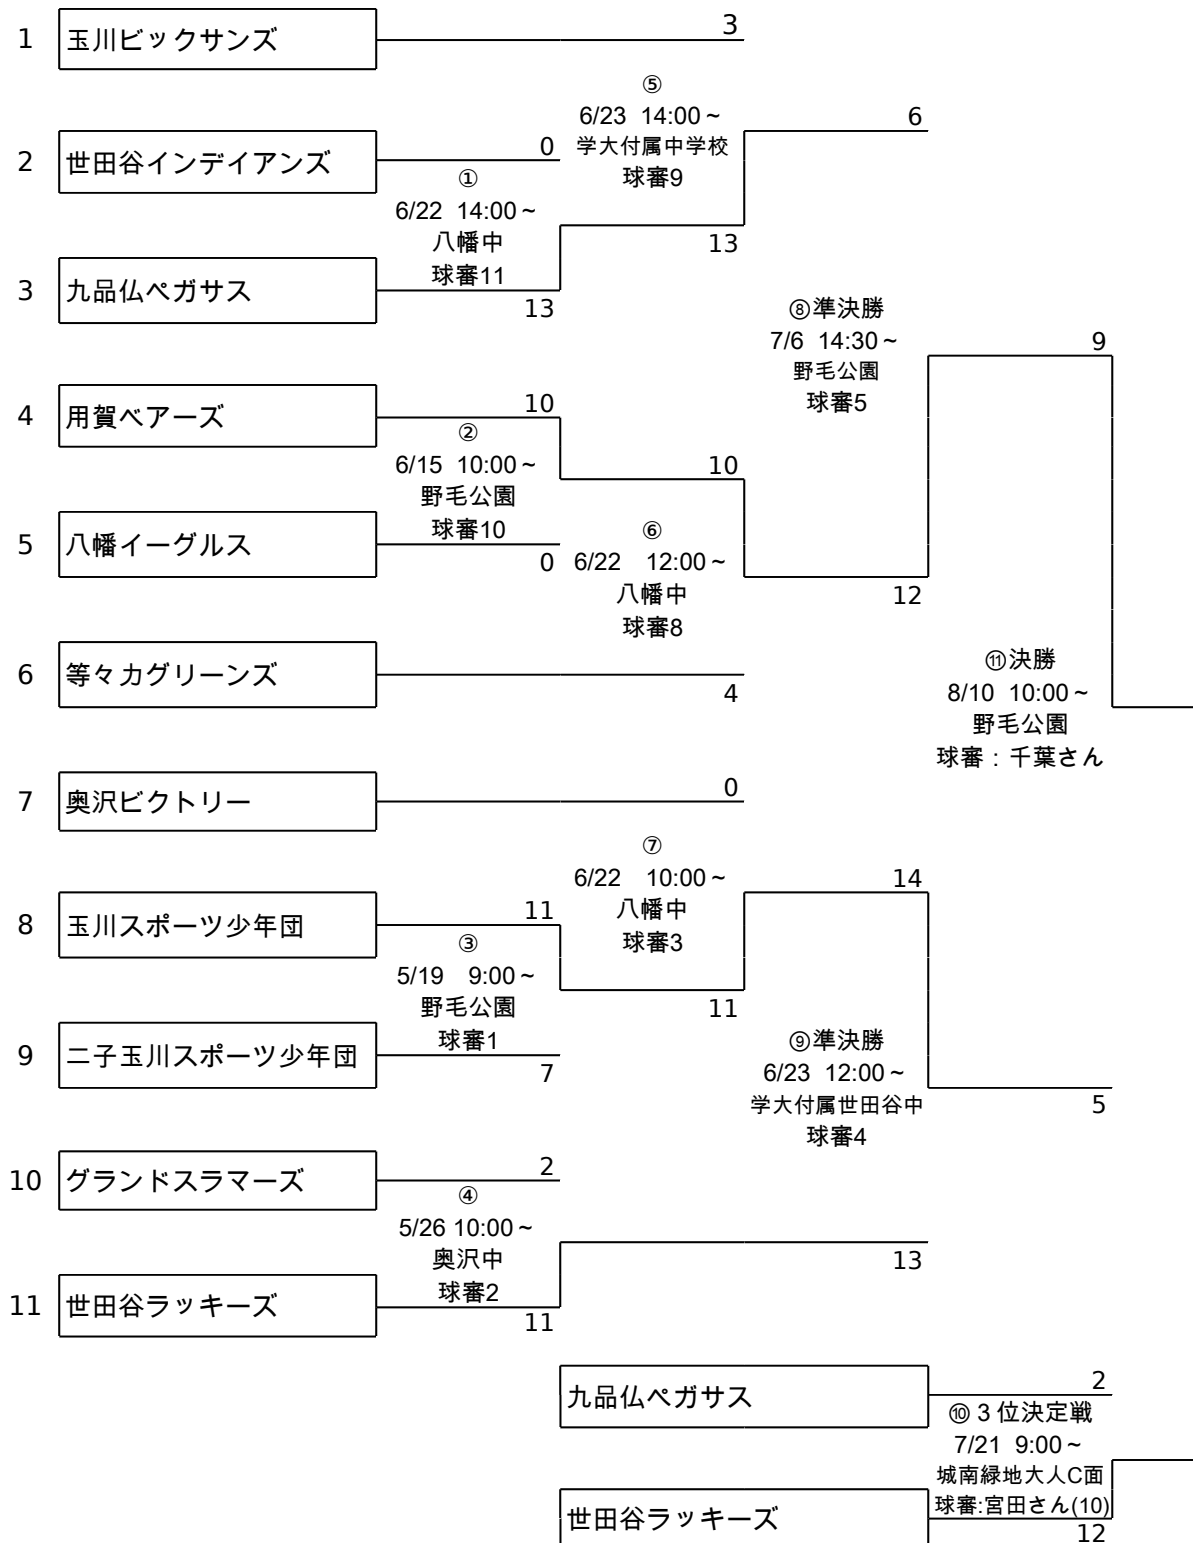 1 玉川ビックサンズ 3
⑤
6/23 14:00～
学大付属中学校
球審9
6
2 世田谷インデイアンズ 0
①
6/22 14:00～
八幡中
球審11
13
3 九品仏ペガサス
13
⑧準決勝
7/6 14:30～
野毛公園
球審5
9
4 用賀ベアーズ 10
②
6/15 10:00～
野毛公園
球審10
10
5 八幡イーグルス
0
⑥
6/22 12:00～
八幡中
球審8
12
6 等々力グリーンズ
4
⑪決勝
8/10 10:00～
野毛公園
球審：千葉さん
7 奥沢ビクトリー 0
⑦
6/22 10:00～
八幡中
球審3
14
8 玉川スポーツ少年団 11
③
5/19 9:00～
野毛公園
球審1
11
9 二子玉川スポーツ少年団
7
⑨準決勝
6/23 12:00～
学大付属世田谷中
球審4
5
10 グランドスラマーズ 2
④
5/26 10:00～
奥沢中
球審2
13
11 世田谷ラッキーズ
11
九品仏ペガサス 2
⑩３位決定戦
7/21 9:00～
城南緑地大人C面
球審:宮田さん(10)
世田谷ラッキーズ
12